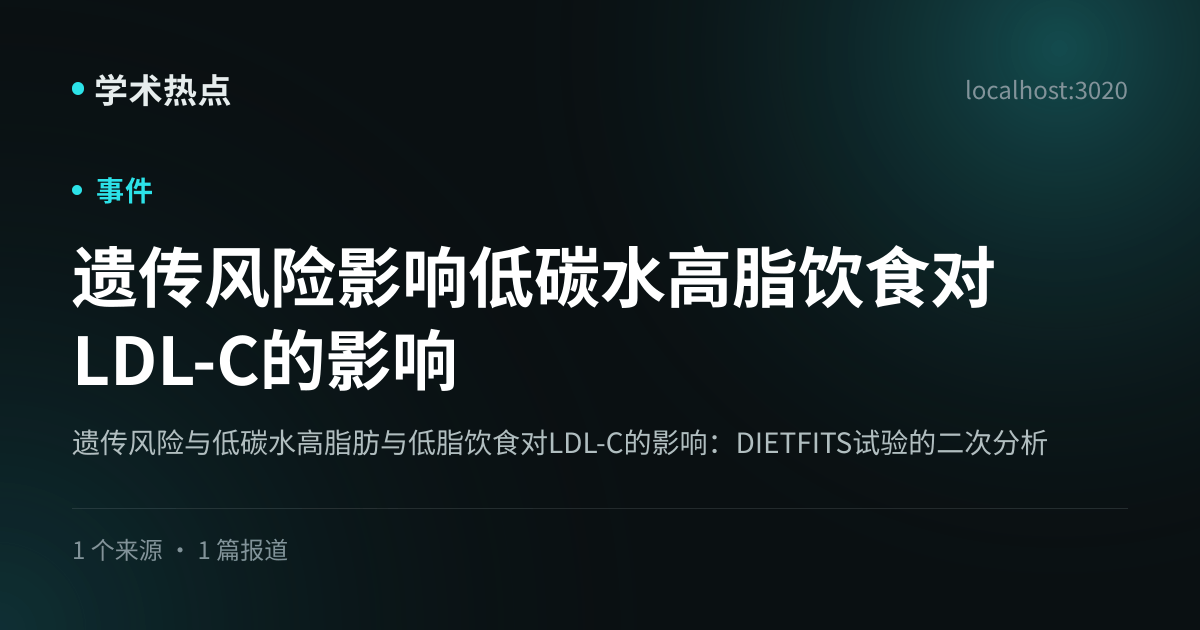 学术热点
localhost:3020
事件
遗传风险影响低碳水高脂饮食对
LDL-C的影响
遗传风险与低碳水高脂肪与低脂饮食对LDL-C的影响：DIETFITS试验的二次分析
1 个来源 · 1 篇报道